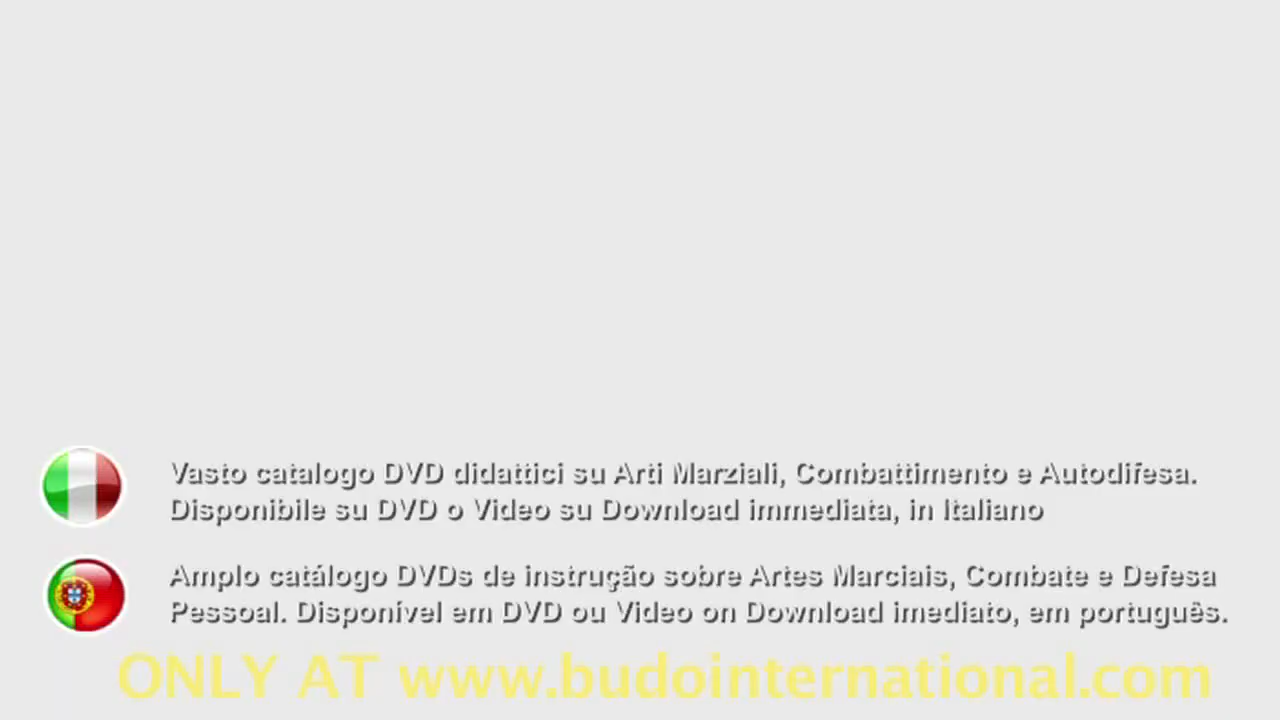 Vasto catalogo DVD didattici su Arti Marziali, Combattimento e Autodifesa.
Disponibile su DVD o Video su Download immediata, in Italiano
Amplo catálogo DVDs de instrução sobre Artes Marciais, Combate e Defesa
Pessoal. Disponível em DVD ou Video on Download imediato, em português.
ONLY AT www.budointernational.com